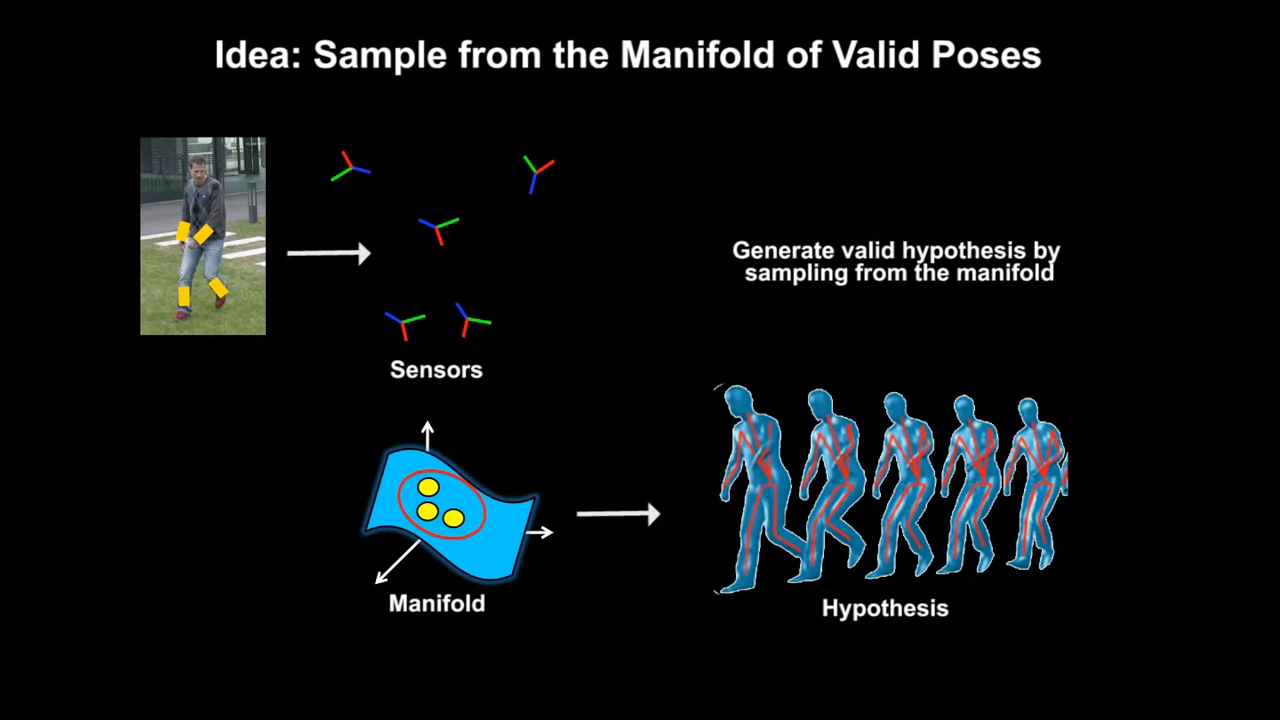 Idea: Sample from the Manifold of Valid Poses
Generate valid hypothesis by
sampling from the manifold
Sensors
Manifold
Hypothesis